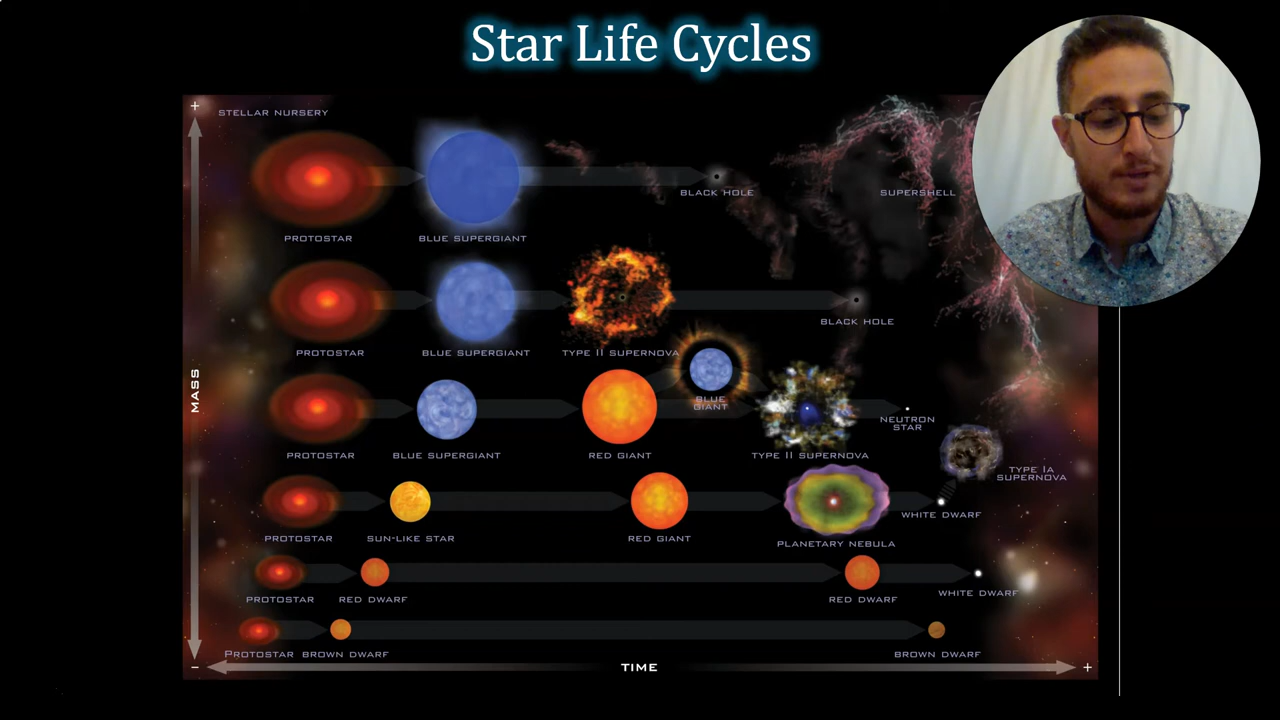 Star Life Cycles
+
STELLAR NURSERY
BLACK HOLE
SUPERSHELL
PROTOSTAR
BLUE SUPERGIANT
BLACK HOLE
PROTOSTAR
BLUE SUPERGIANT
TYPE II SUPERNOVA
MASS
BLUE
GIANT
NEUTRON
STAR
PROTOSTAR
BLUE SUPERGIANT
RED GIANT
TYPE II SUPERNOVA
TYPE IA
SUPERNOVA
WHITE DWARF
PROTOSTAR
SUN-LIKE STAR
RED GIANT
PLANETARY NEBULA
WHITE DWARF
PROTOSTAR
RED DWARF
RED DWARF
PROTOSTAR
BROWN DWARF
BROWN DWARF
–
TIME
+